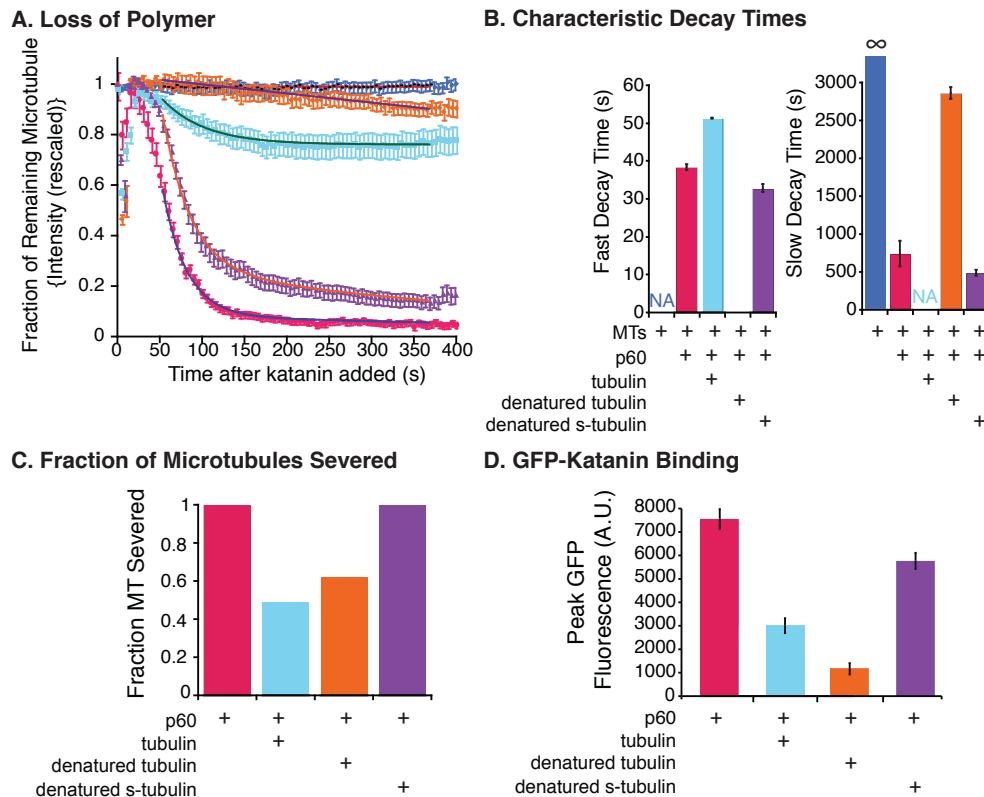 A. Loss of Polymer
Fraction of Remaining Microtubule
{Intensity (rescaled)}
1
0.8
0.6
0.4
0.2
0
0 50 100 150 200 250 300 350 400
Time after katanin added (s)
B. Characteristic Decay Times
Fast Decay Time (s)
60
50
40
30
20
10
0
NA
Slow Decay Time (s)
∞
3000
2500
2000
1500
1000
500
0
NA
MTs + + + + + + + + + +
p60 + + + + + + + +
tubulin + +
denatured tubulin + +
denatured s-tubulin + +
C. Fraction of Microtubules Severed
Fraction MT Severed
1
0.8
0.6
0.4
0.2
0
p60 + + + +
tubulin +
denatured tubulin +
denatured s-tubulin +
D. GFP-Katanin Binding
Peak GFP
Fluorescence (A.U.)
8000
7000
6000
5000
4000
3000
2000
1000
0
p60 + + + +
tubulin +
denatured tubulin +
denatured s-tubulin +